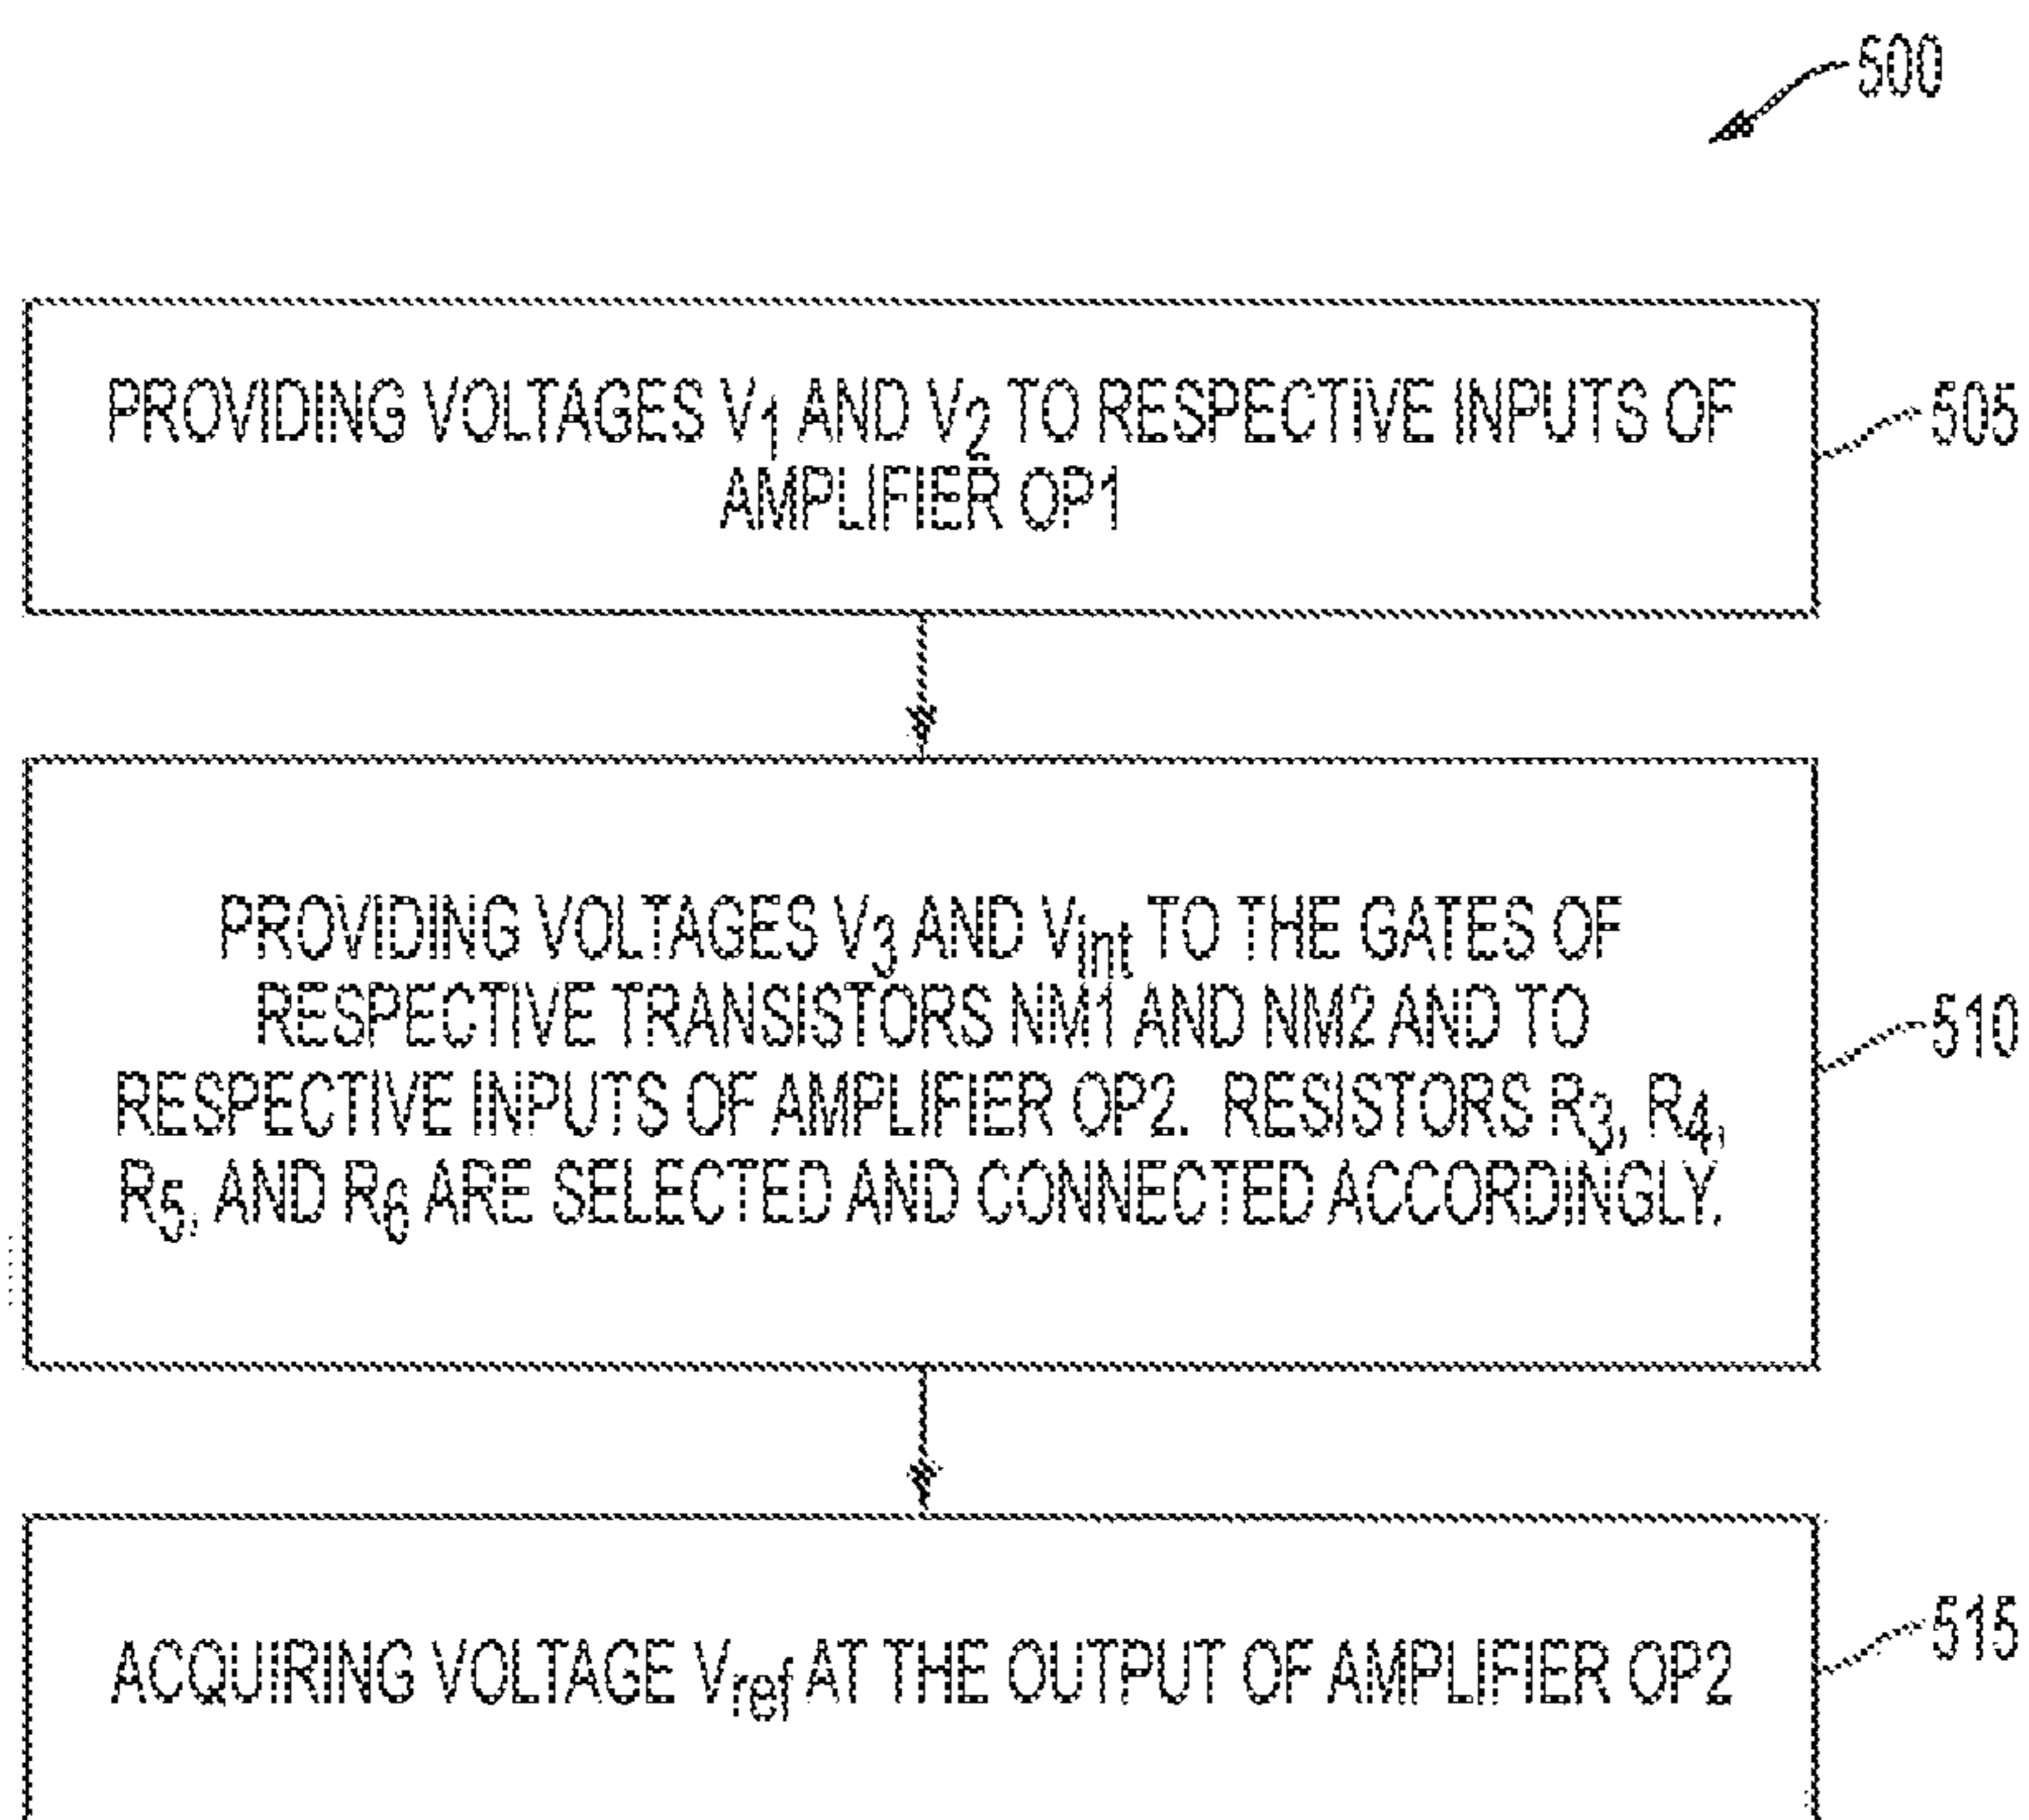 500
PROVIDING VOLTAGES V1 AND V2 TO RESPECTIVE INPUTS OF
AMPLIFIER OP1
505
PROVIDING VOLTAGES V3 AND Vint TO THE GATES OF
RESPECTIVE TRANSISTORS NM1 AND NM2 AND TO
RESPECTIVE INPUTS OF AMPLIFIER OP2. RESISTORS R3, R4,
R5, AND R6 ARE SELECTED AND CONNECTED ACCORDINGLY.
510
ACQUIRING VOLTAGE Vref AT THE OUTPUT OF AMPLIFIER OP2
515